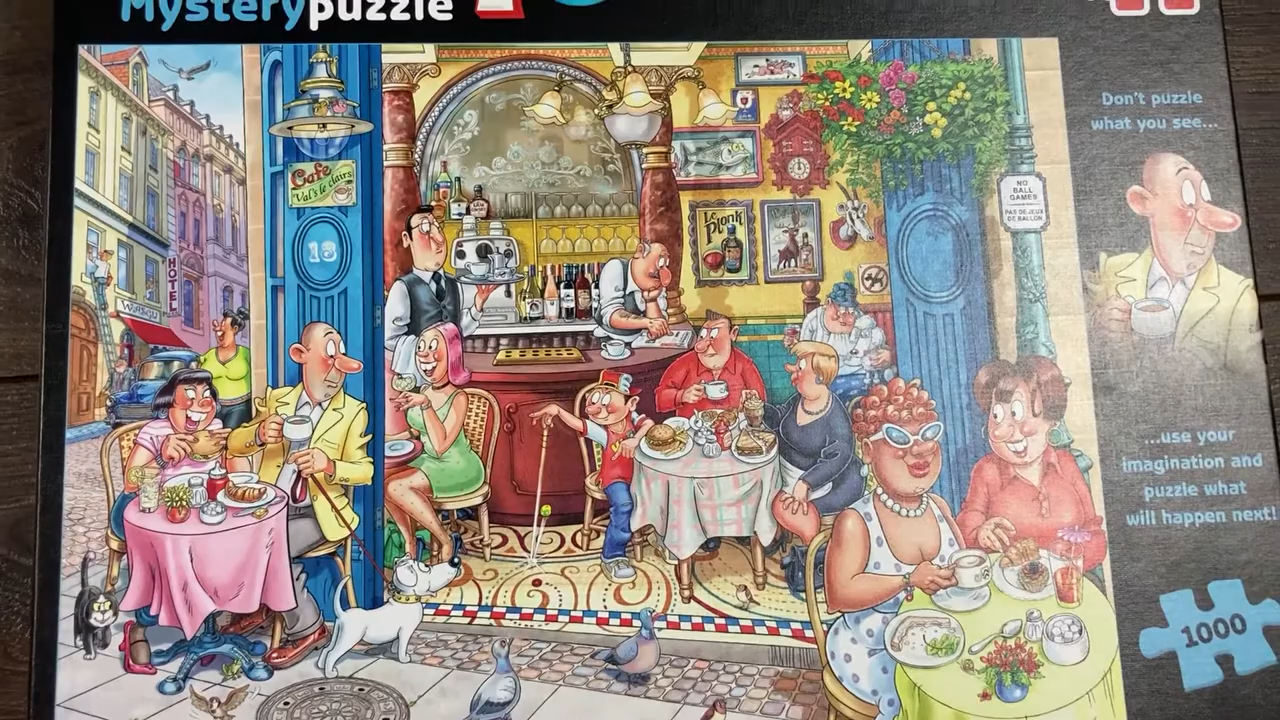 Mysterypuzzle
Don't puzzle
what you see...
Cafe
Val's le clairs
NO
BALL
GAMES
PAS DE JEUX
DE BALLON
Le
Plonk
18
HOTEL
...use your
imagination and
puzzle what
will happen next!
1000